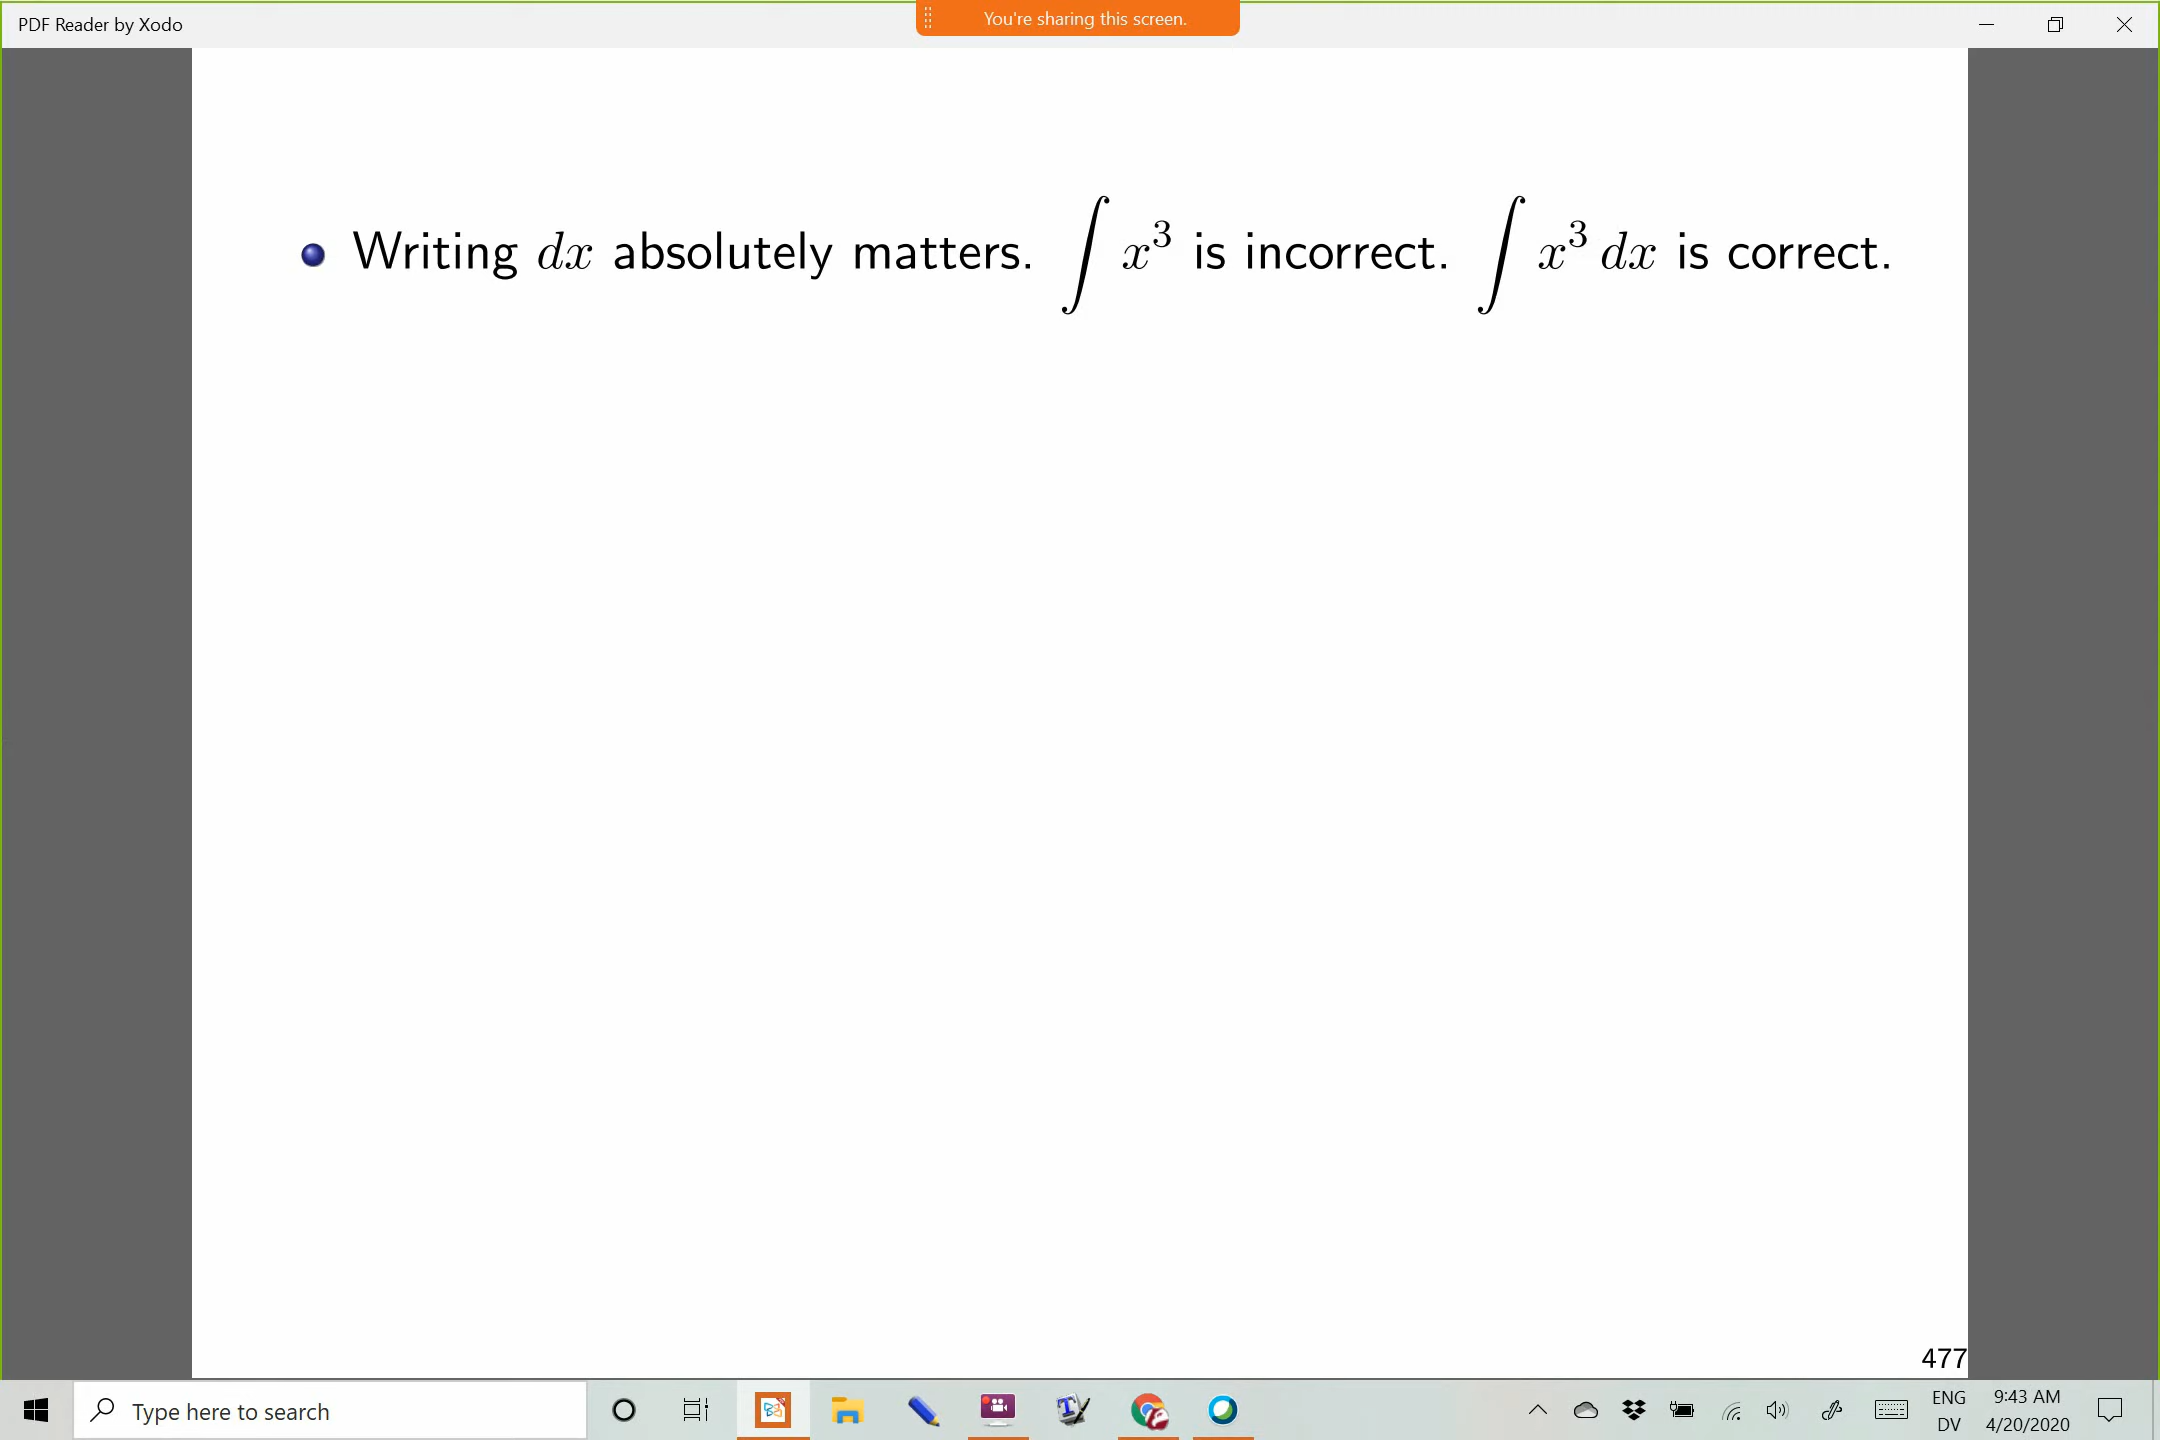 PDF Reader by Xodo
You're sharing this screen.
Writing dx absolutely matters. ∫ x³ is incorrect. ∫ x³ dx is correct.
477
Type here to search
ENG
DV
9:43 AM
4/20/2020